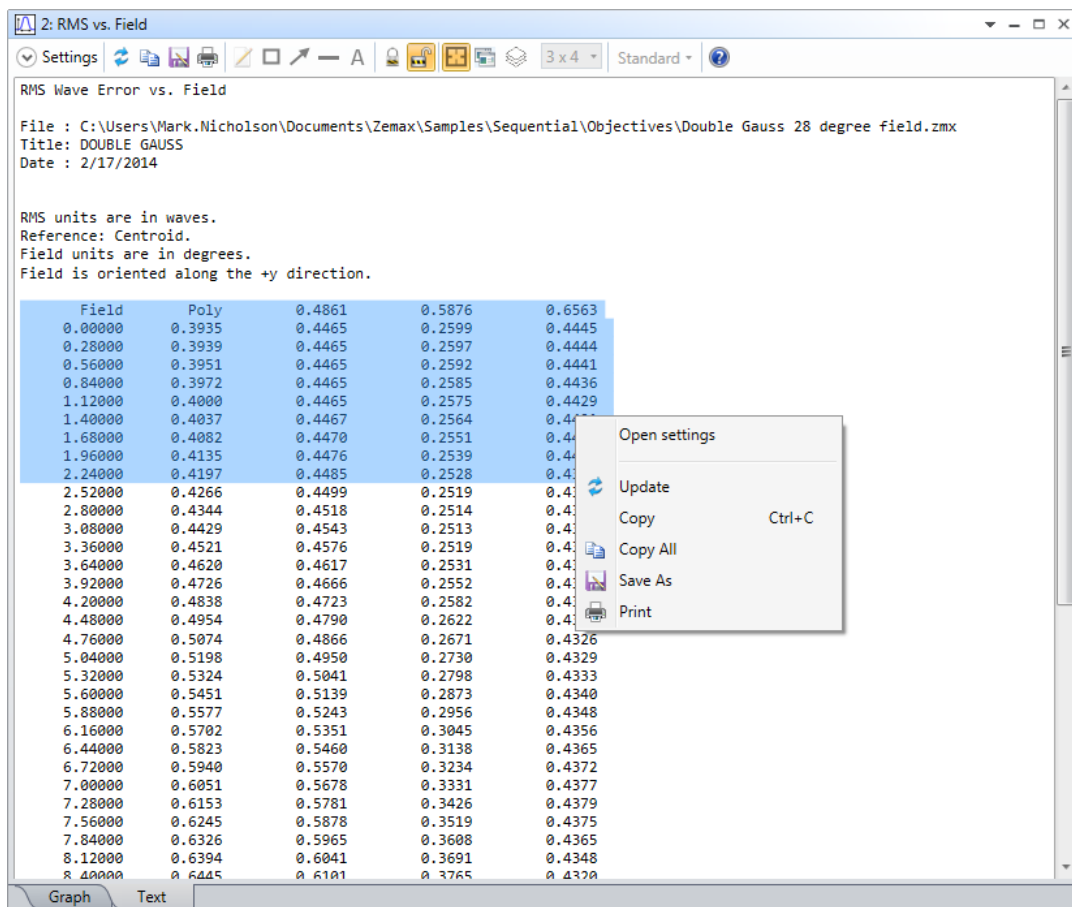 2: RMS vs. Field
Settings A 3 x 4 Standard
RMS Wave Error vs. Field
File : C:\Users\Mark.Nicholson\Documents\Zemax\Samples\Sequential\Objectives\Double Gauss 28 degree field.zmx
Title: DOUBLE GAUSS
Date : 2/17/2014
RMS units are in waves.
Reference: Centroid.
Field units are in degrees.
Field is oriented along the +y direction.
Field Poly 0.4861 0.5876 0.6563
0.00000 0.3935 0.4465 0.2599 0.4445
0.28000 0.3939 0.4465 0.2597 0.4444
0.56000 0.3951 0.4465 0.2592 0.4441
0.84000 0.3972 0.4465 0.2585 0.4436
1.12000 0.4000 0.4465 0.2575 0.4429
1.40000 0.4037 0.4467 0.2564
1.68000 0.4082 0.4470 0.2551
1.96000 0.4135 0.4476 0.2539
2.24000 0.4197 0.4485 0.2528
2.52000 0.4266 0.4499 0.2519
2.80000 0.4344 0.4518 0.2514
3.08000 0.4429 0.4543 0.2513
3.36000 0.4521 0.4576 0.2519
3.64000 0.4620 0.4617 0.2531
3.92000 0.4726 0.4666 0.2552
4.20000 0.4838 0.4723 0.2582
4.48000 0.4954 0.4790 0.2622
4.76000 0.5074 0.4866 0.2671 0.4326
5.04000 0.5198 0.4950 0.2730 0.4329
5.32000 0.5324 0.5041 0.2798 0.4333
5.60000 0.5451 0.5139 0.2873 0.4340
5.88000 0.5577 0.5243 0.2956 0.4348
6.16000 0.5702 0.5351 0.3045 0.4356
6.44000 0.5823 0.5460 0.3138 0.4365
6.72000 0.5940 0.5570 0.3234 0.4372
7.00000 0.6051 0.5678 0.3331 0.4377
7.28000 0.6153 0.5781 0.3426 0.4379
7.56000 0.6245 0.5878 0.3519 0.4375
7.84000 0.6326 0.5965 0.3608 0.4365
8.12000 0.6394 0.6041 0.3691 0.4348
8.40000 0.6445 0.6101 0.3765 0.4320
Open settings
Update
Copy Ctrl+C
Copy All
Save As
Print
Graph Text